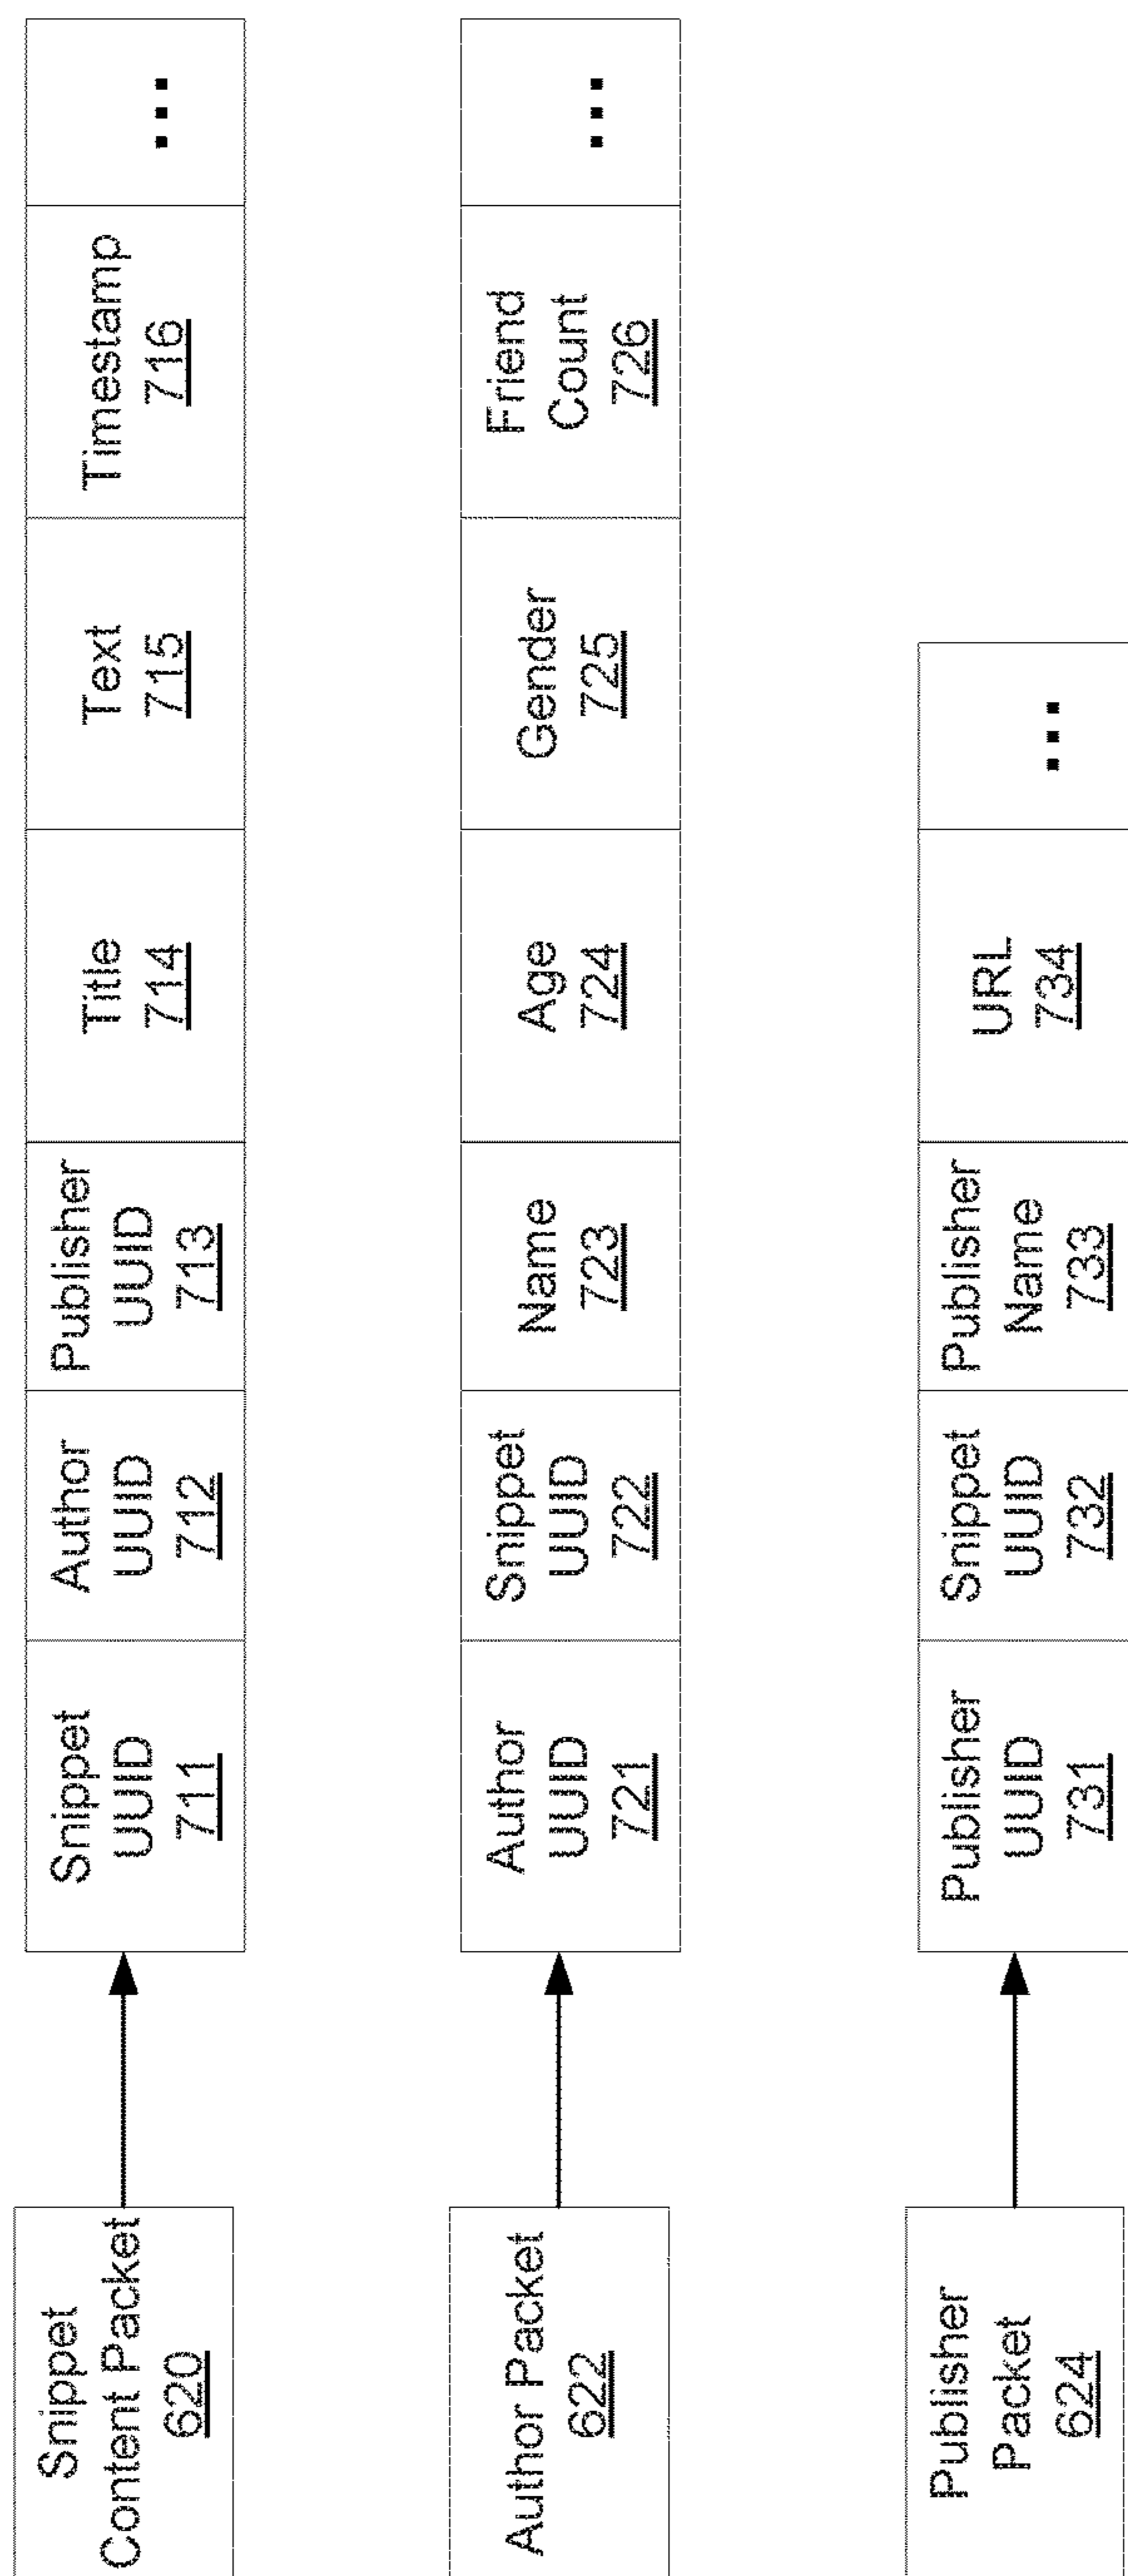 Snippet
Content Packet
620
Snippet
UUID
711
Author
UUID
712
Publisher
UUID
713
Title
714
Text
715
Timestamp
716
...
Author Packet
622
Author
UUID
721
Snippet
UUID
722
Name
723
Age
724
Gender
725
Friend
Count
726
...
Publisher
Packet
624
Publisher
UUID
731
Snippet
UUID
732
Publisher
Name
733
URL
734
...